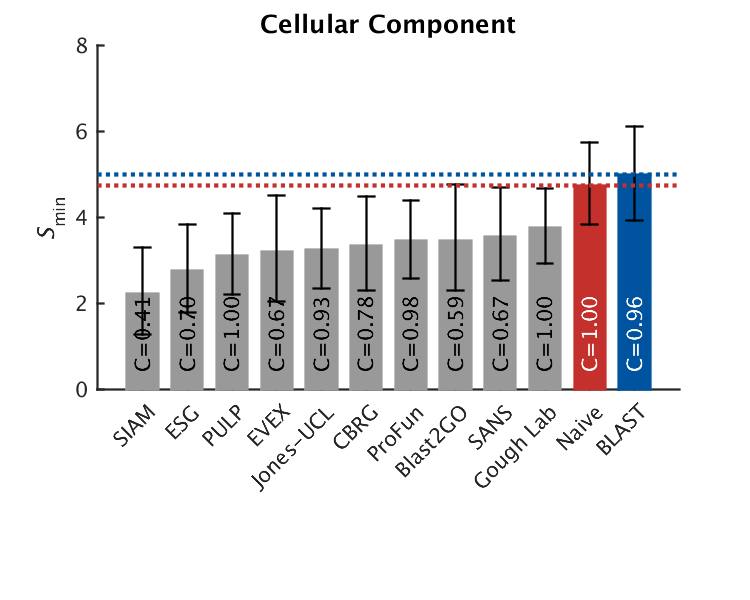 Cellular Component
8
6
4
2
0
Smin
C=0.41
C=0.70
C=1.00
C=0.67
C=0.93
C=0.78
C=0.98
C=0.59
C=0.67
C=1.00
C=1.00
C=0.96
SIAM
ESG
PULP
EVEX
Jones-UCL
CBRG
ProFun
Blast2GO
SANS
Gough Lab
Naive
BLAST